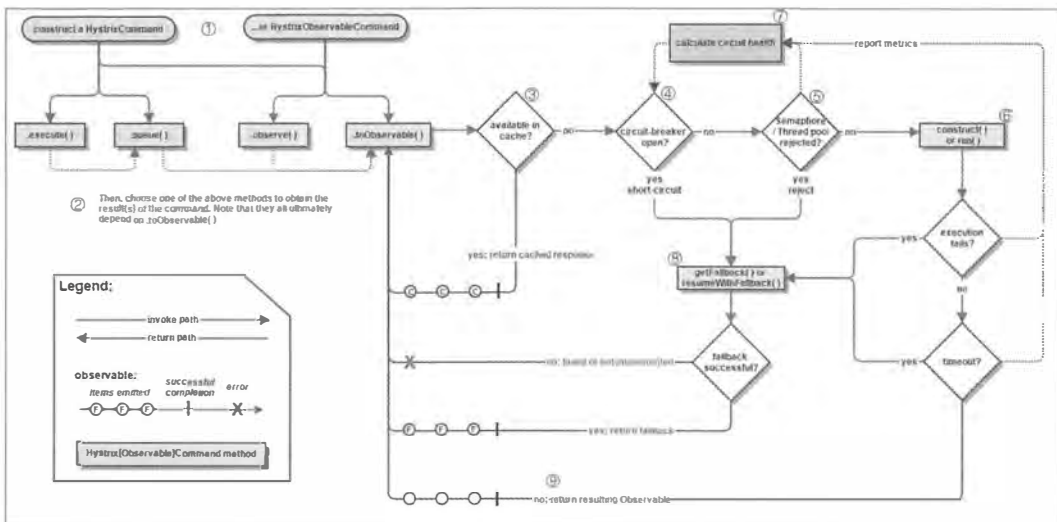 construct a HystrixCommand
①
...or HystrixObservableCommand
⑦
calculate circuit health
report metrics
③
④
⑤
⑥
.execute()
.queue()
.observe()
.toObservable()
available in
cache?
no
circuit-breaker
open?
no
Semaphore
/ Thread pool
rejected?
no
construct()
or run()
yes
short circuit
yes
reject
② Then, choose one of the above methods to obtain the
result(s) of the command. Note that they all ultimately
depend on .toObservable()
yes
execution
fails?
yes; return cached response
⑧
getFallback() or
resumeWithFallback()
no
C C C
Legend:
invoke path
return path
no; failed or not implemented
fallback
successful?
yes
timeout?
observable:
items emitted
successful
completion
error
F F F
F F F
yes; return fallback
Hystrix[Observable]Command method
⑨
no; return resulting Observable